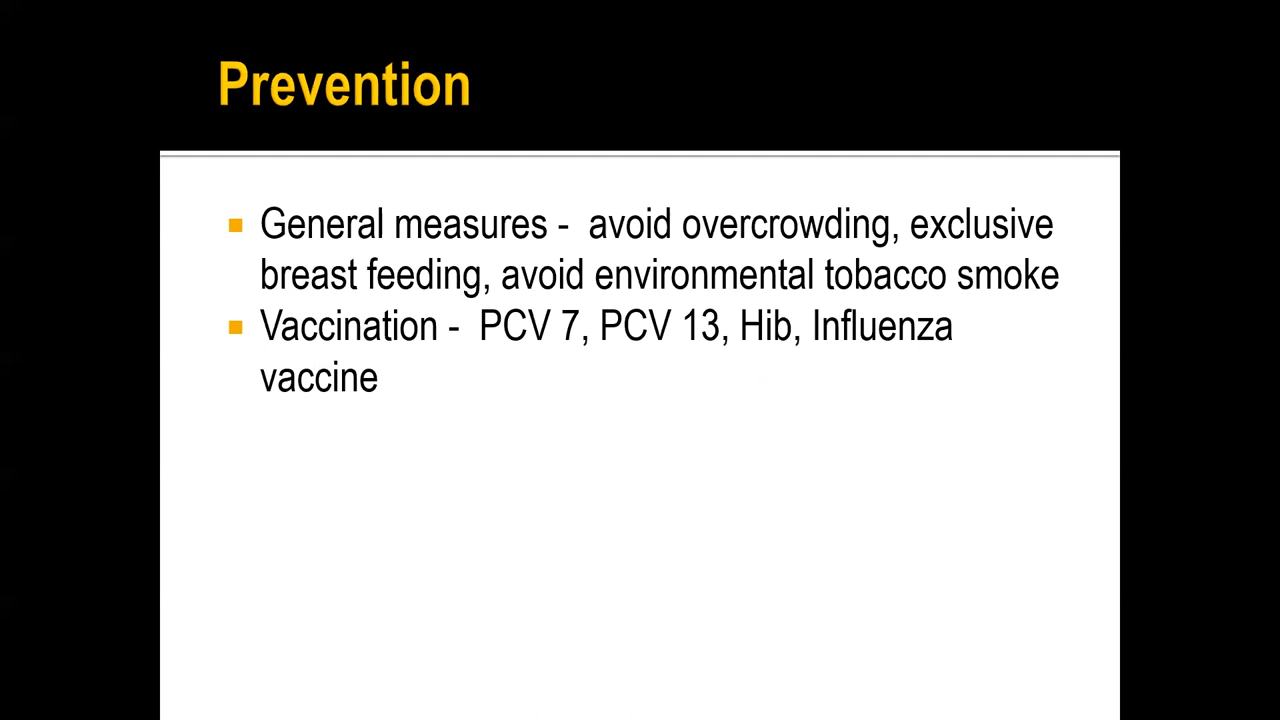 Prevention
General measures -  avoid overcrowding, exclusive
breast feeding, avoid environmental tobacco smoke
Vaccination -  PCV 7, PCV 13, Hib, Influenza
vaccine